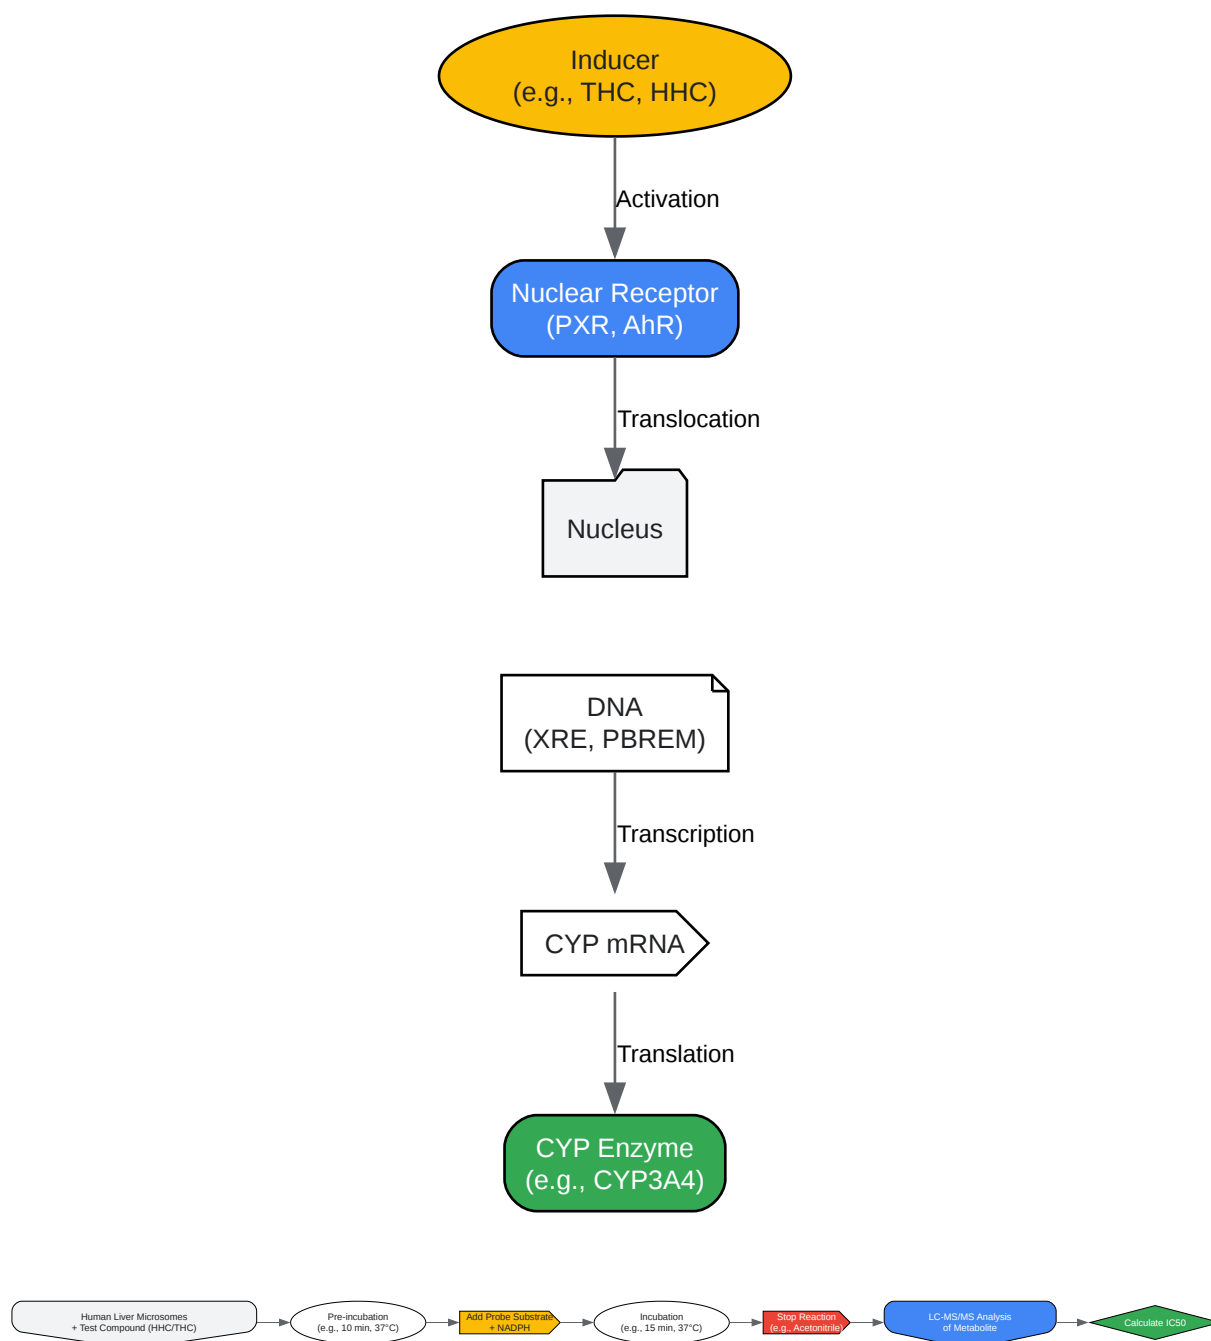 Inducer
(e.g., THC, HHC)
Activation
Nuclear Receptor
(PXR, AhR)
Translocation
Nucleus
DNA
(XRE, PBREM)
Transcription
CYP mRNA
Translation
CYP Enzyme
(e.g., CYP3A4)
Human Liver Microsomes
+ Test Compound (HHC/THC)
Pre-incubation
(e.g., 10 min, 37°C)
Add Probe Substrate
+ NADPH
Incubation
(e.g., 15 min, 37°C)
Stop Reaction
(e.g., Acetonitrile)
LC-MS/MS Analysis
of Metabolite
Calculate IC50